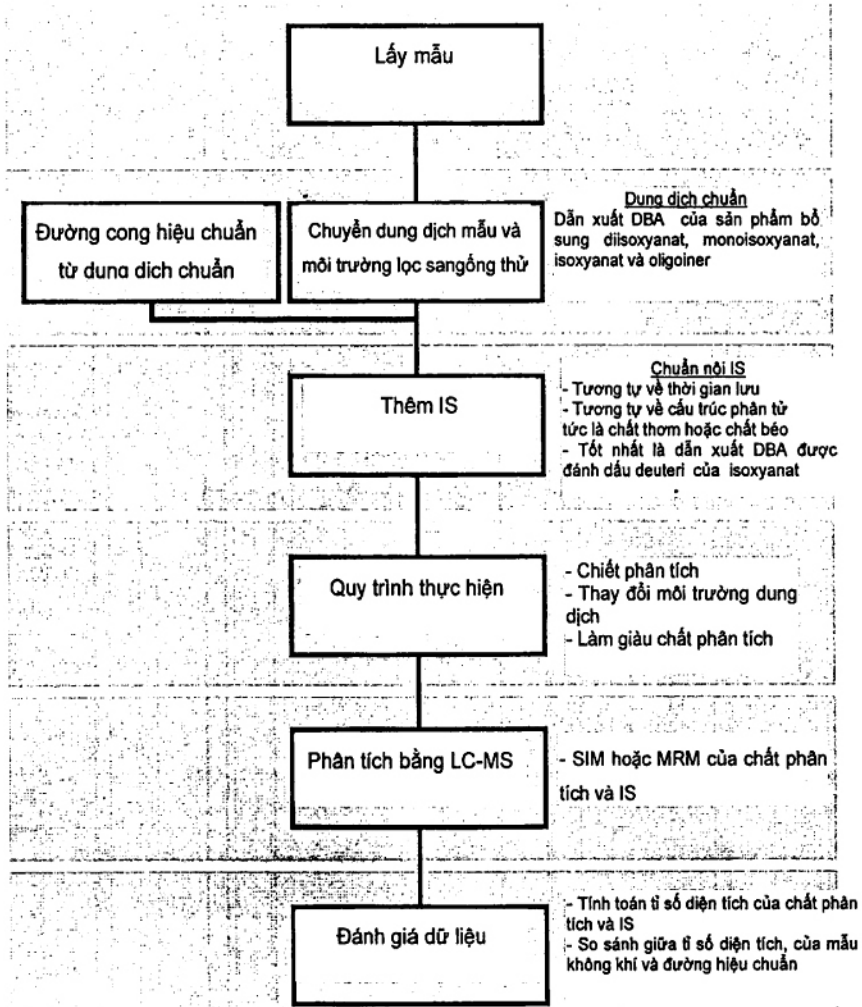 Lấy mẫu
Đường cong hiệu chuẩn
từ duna dich chuẩn
Chuyển dung dịch mẫu và
môi trường lọc sangống thử
Dung dịch chuẩn
Dẫn xuất DBA của sản phẩm bổ
sung diisoxyanat, monoisoxyanat,
isoxyanat và oligoiner
Thêm IS
Chuẩn nội IS
- Tương tự về thời gian lưu
- Tương tự về cấu trúc phân tử
tức là chất thơm hoặc chất béo
- Tốt nhất là dẫn xuất DBA được
đánh dấu deuteri của isoxyanat
Quy trình thực hiện
- Chiết phân tích
- Thay đổi môi trường dung
dịch
- Làm giàu chất phân tích
Phân tích bằng LC-MS
- SIM hoặc MRM của chất phân
tích và IS
Đánh giá dữ liệu
- Tính toán tỉ số diện tích của chất phân
tích và IS
- So sánh giữa tỉ số diện tích, của mẫu
không khí và đường hiệu chuẩn